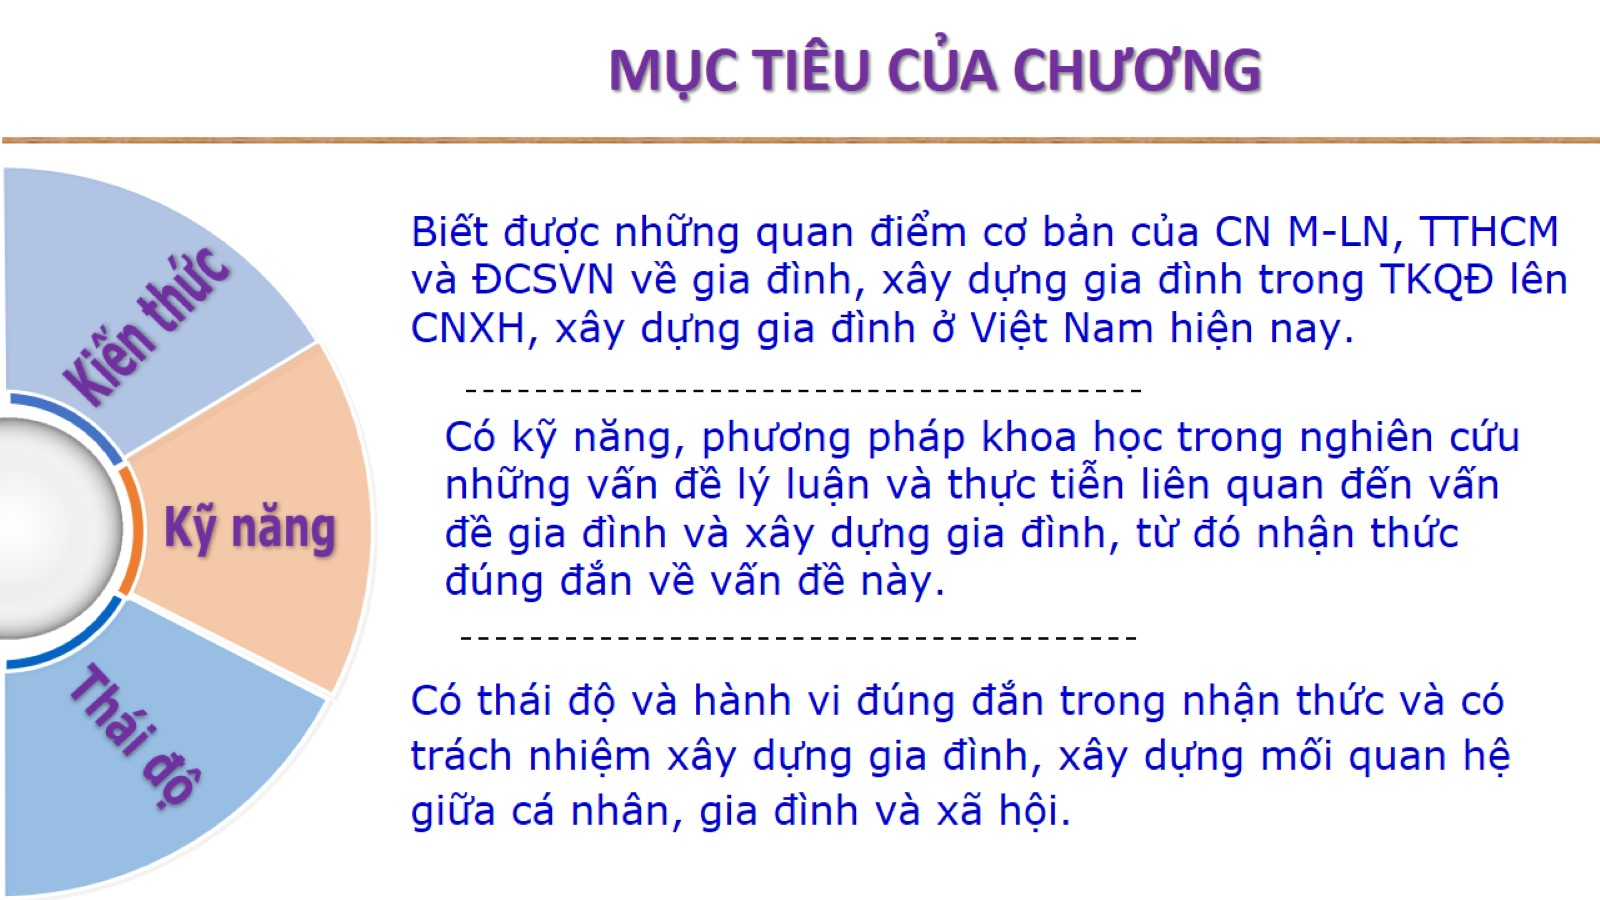 MỤC TIÊU CỦA CHƯƠNG
Kiến thức
Biết được những quan điểm cơ bản của CN M-LN, TTHCM
và ĐCSVN về gia đình, xây dựng gia đình trong TKQĐ lên
CNXH, xây dựng gia đình ở Việt Nam hiện nay.
Kỹ năng
Có kỹ năng, phương pháp khoa học trong nghiên cứu
những vấn đề lý luận và thực tiễn liên quan đến vấn
đề gia đình và xây dựng gia đình, từ đó nhận thức
đúng đắn về vấn đề này.
Thái độ
Có thái độ và hành vi đúng đắn trong nhận thức và có
trách nhiệm xây dựng gia đình, xây dựng mối quan hệ
giữa cá nhân, gia đình và xã hội.